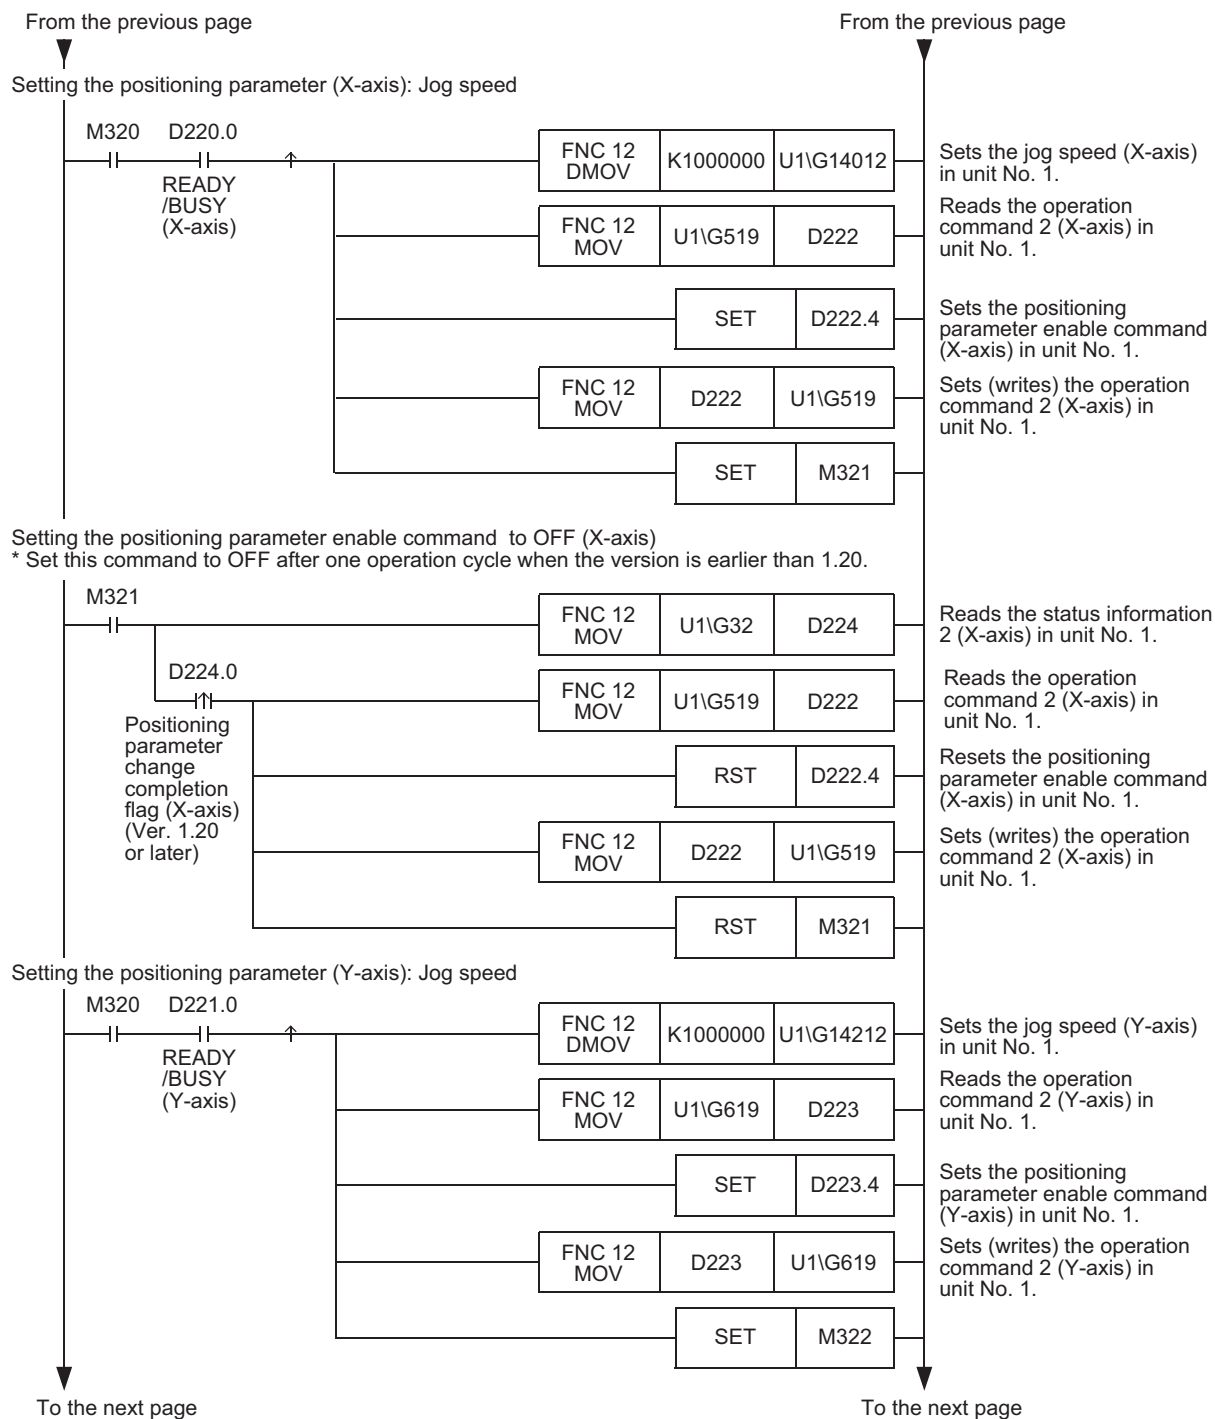 From the previous page
From the previous page
Setting the positioning parameter (X-axis): Jog speed
M320 D220.0
READY
/BUSY
(X-axis)
FNC 12
DMOV
K1000000
U1\G14012
Sets the jog speed (X-axis)
in unit No. 1.
FNC 12
MOV
U1\G519
D222
Reads the operation
command 2 (X-axis) in
unit No. 1.
SET
D222.4
Sets the positioning
parameter enable command
(X-axis) in unit No. 1.
FNC 12
MOV
D222
U1\G519
Sets (writes) the operation
command 2 (X-axis) in
unit No. 1.
SET
M321
Setting the positioning parameter enable command to OFF (X-axis)
* Set this command to OFF after one operation cycle when the version is earlier than 1.20.
M321
FNC 12
MOV
U1\G32
D224
Reads the status information
2 (X-axis) in unit No. 1.
D224.0
Positioning
parameter
change
completion
flag (X-axis)
(Ver. 1.20
or later)
FNC 12
MOV
U1\G519
D222
Reads the operation
command 2 (X-axis) in
unit No. 1.
RST
D222.4
Resets the positioning
parameter enable command
(X-axis) in unit No. 1.
FNC 12
MOV
D222
U1\G519
Sets (writes) the operation
command 2 (X-axis) in
unit No. 1.
RST
M321
Setting the positioning parameter (Y-axis): Jog speed
M320 D221.0
READY
/BUSY
(Y-axis)
FNC 12
DMOV
K1000000
U1\G14212
Sets the jog speed (Y-axis)
in unit No. 1.
FNC 12
MOV
U1\G619
D223
Reads the operation
command 2 (Y-axis) in
unit No. 1.
SET
D223.4
Sets the positioning
parameter enable command
(Y-axis) in unit No. 1.
FNC 12
MOV
D223
U1\G619
Sets (writes) the operation
command 2 (Y-axis) in
unit No. 1.
SET
M322
To the next page
To the next page